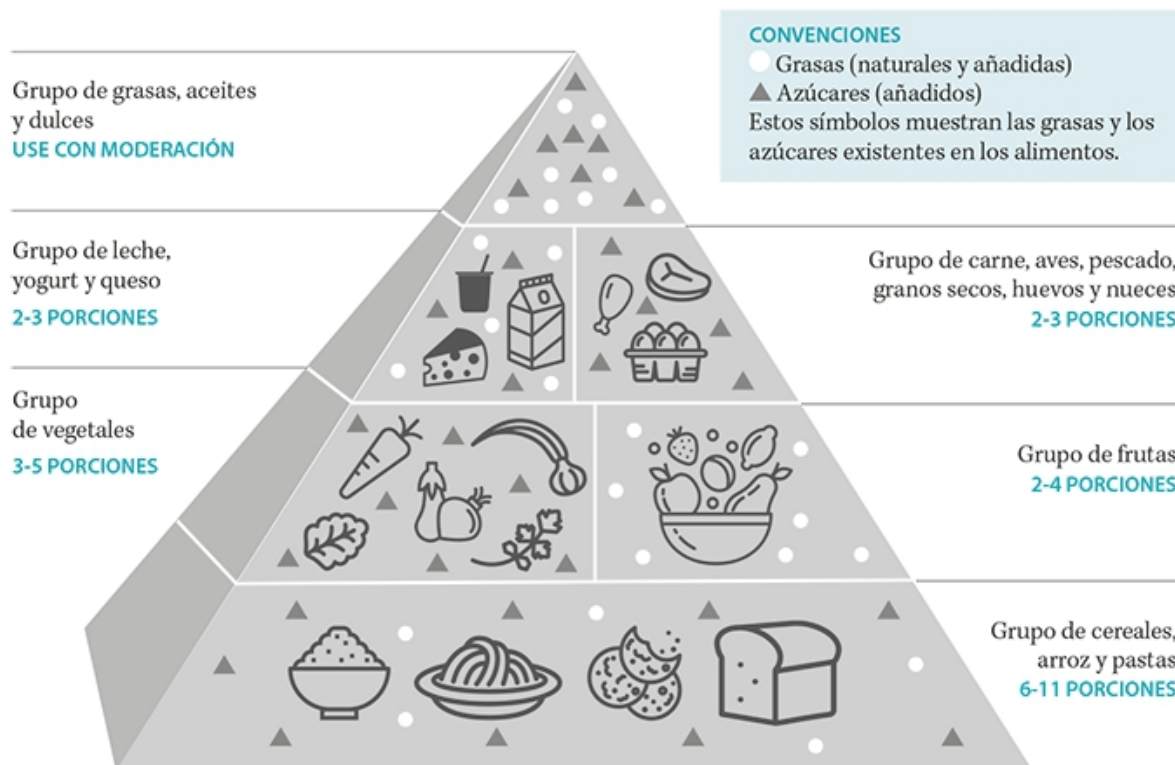 Grupo de grasas, aceites
y dulces
USE CON MODERACIÓN
Grupo de leche,
yogurt y queso
2-3 PORCIONES
Grupo
de vegetales
3-5 PORCIONES
CONVENCIONES
Grasas (naturales y añadidas)
Azúcares (añadidos)
Estos símbolos muestran las grasas y los
azúcares existentes en los alimentos.
Grupo de carne, aves, pescado,
granos secos, huevos y nueces
2-3 PORCIONES
Grupo de frutas
2-4 PORCIONES
Grupo de cereales,
arroz y pastas
6-11 PORCIONES